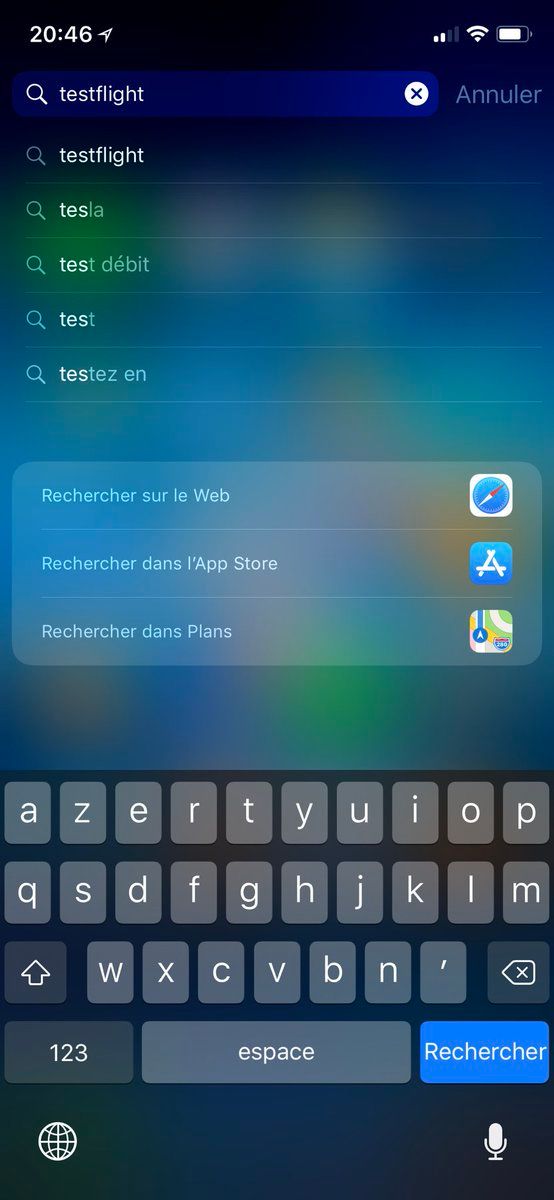 20:46
testflight
Annuler
testflight
tesla
test débit
test
testez en
Rechercher sur le Web
Rechercher dans l’App Store
Rechercher dans Plans
280
a z e r t y u i o p
q s d f g h j k l m
w x c v b n ’
123 espace Rechercher